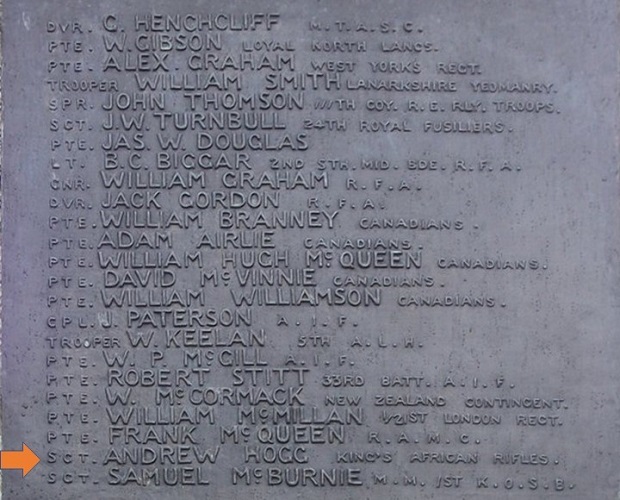 DVR. G. HENCHCLIFF M.T.A.S.C.
PTE. W. GIBSON LOYAL NORTH LANCS.
PTE. ALEX. GRAHAM WEST YORKS RECT.
TROOPER WILLIAM SMITH LANARKSHIRE YEOMANRY.
SPR. JOHN THOMSON 117TH COY. R.E. RLY. TROOPS.
SGT. J.W. TURNBULL 24TH ROYAL FUSILIERS.
PTE. JAS. W. DOUGLAS
LT. B.C. BIGGAR 2ND STH. MID. BDE. R.F.A.
GNR. WILLIAM GRAHAM R.F.A.
DVR. JACK GORDON R.F.A.
PTE. WILLIAM BRANNEY CANADIANS.
PTE. ADAM AIRLIE CANADIANS.
PTE. WILLIAM HUGH McQUEEN CANADIANS.
PTE. DAVID McVINNIE CANADIANS.
PTE. WILLIAM WILLIAMSON CANADIANS.
CPL. J. PATERSON A.I.F.
TROOPER W. KEELAN 5TH A.L.H.
PTE. W. P. McGILL A.I.F.
PTE. ROBERT STITT 33RD BATT. A.I.F.
PTE. W. McCORMACK NEW ZEALAND CONTINGENT.
PTE. WILLIAM McMILLAN 1/21ST LONDON RECT.
PTE. FRANK McQUEEN R.A.M.C.
SGT. ANDREW HOGG KING'S AFRICAN RIFLES.
SGT. SAMUEL McBURNIE M.M. 1ST K.O.S.B.